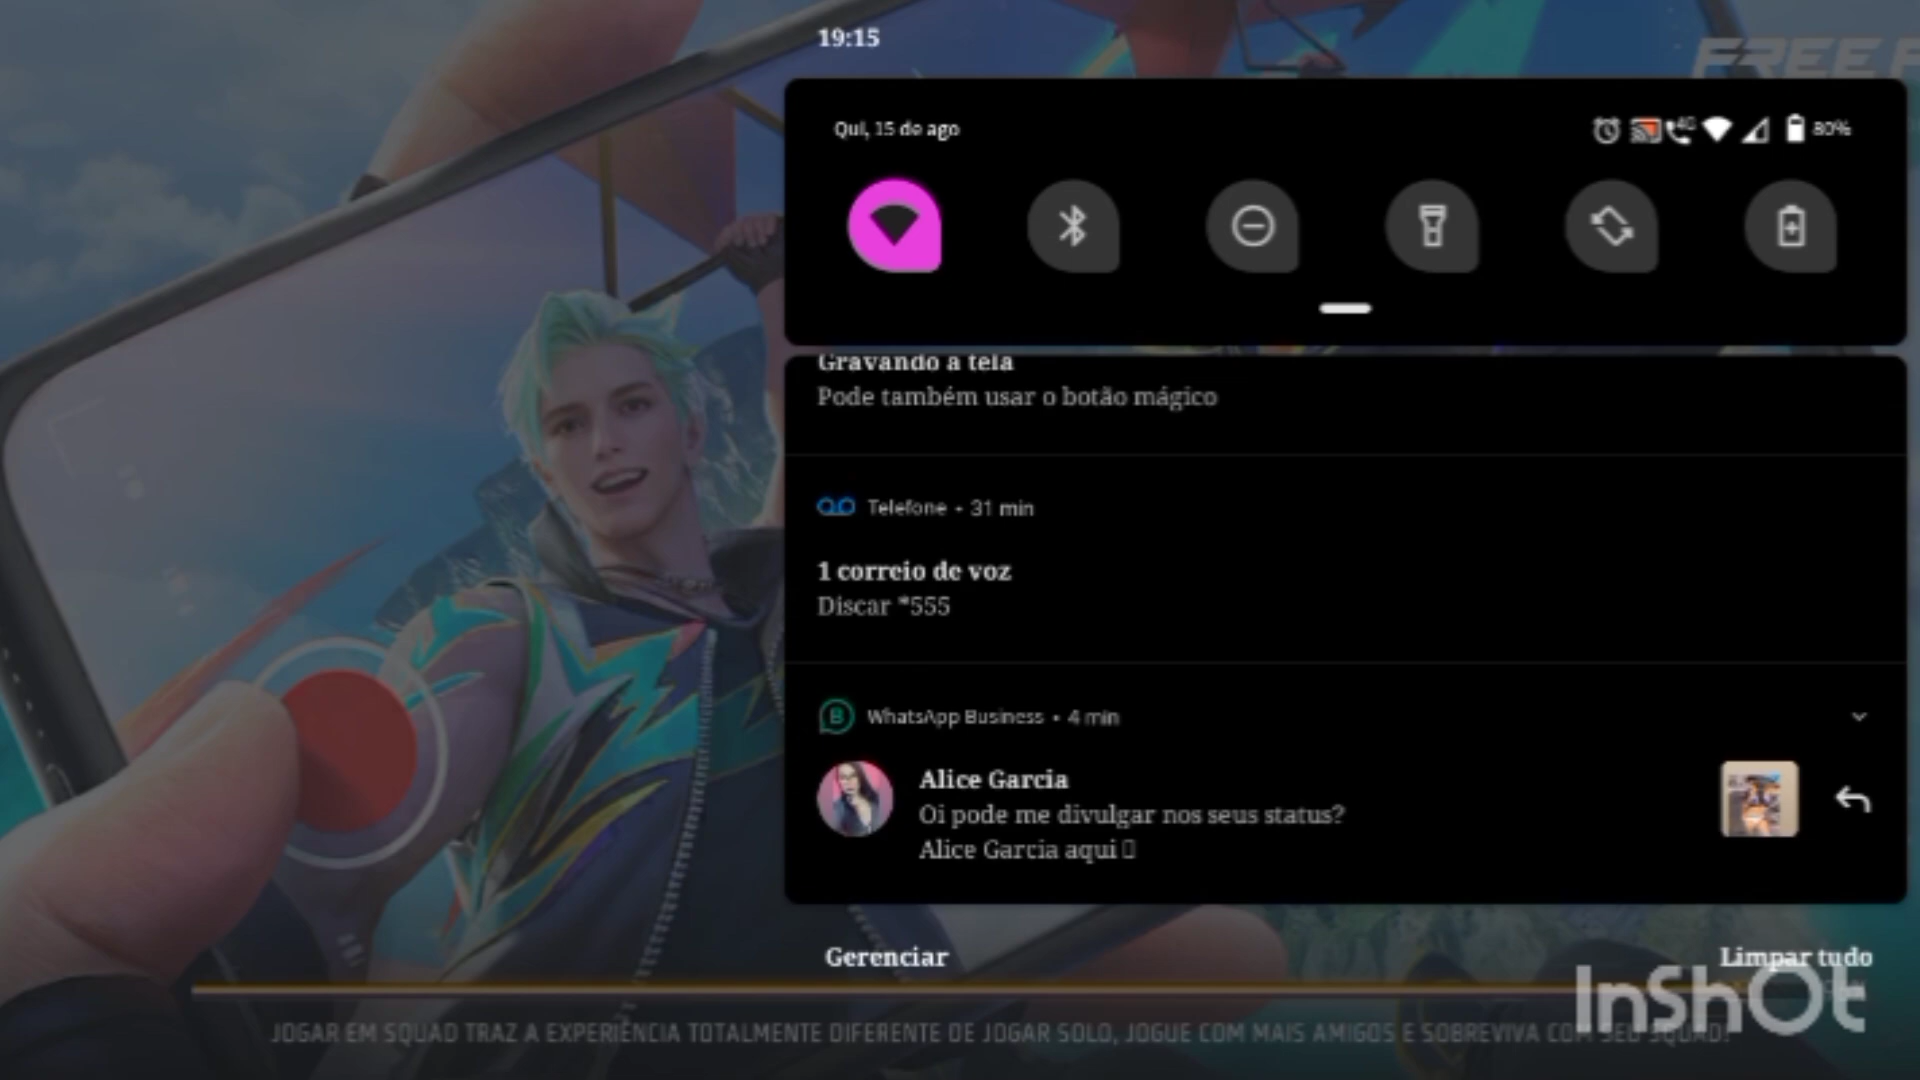 19:15
FREE F
Qui, 15 de ago
4G
80%
Gravando a tela
Pode também usar o botão mágico
Telefone • 31 min
1 correio de voz
Discar *555
WhatsApp Business • 4 min
Alice Garcia
Oi pode me divulgar nos seus status?
Alice Garcia aqui
Gerenciar
Limpar tudo
InShOt
JOGAR EM SQUAD TRAZ A EXPERIÊNCIA TOTALMENTE DIFERENTE DE JOGAR SOLO, JOGUE COM MAIS AMIGOS E SOBREVIVA COM SEU SQUAD!